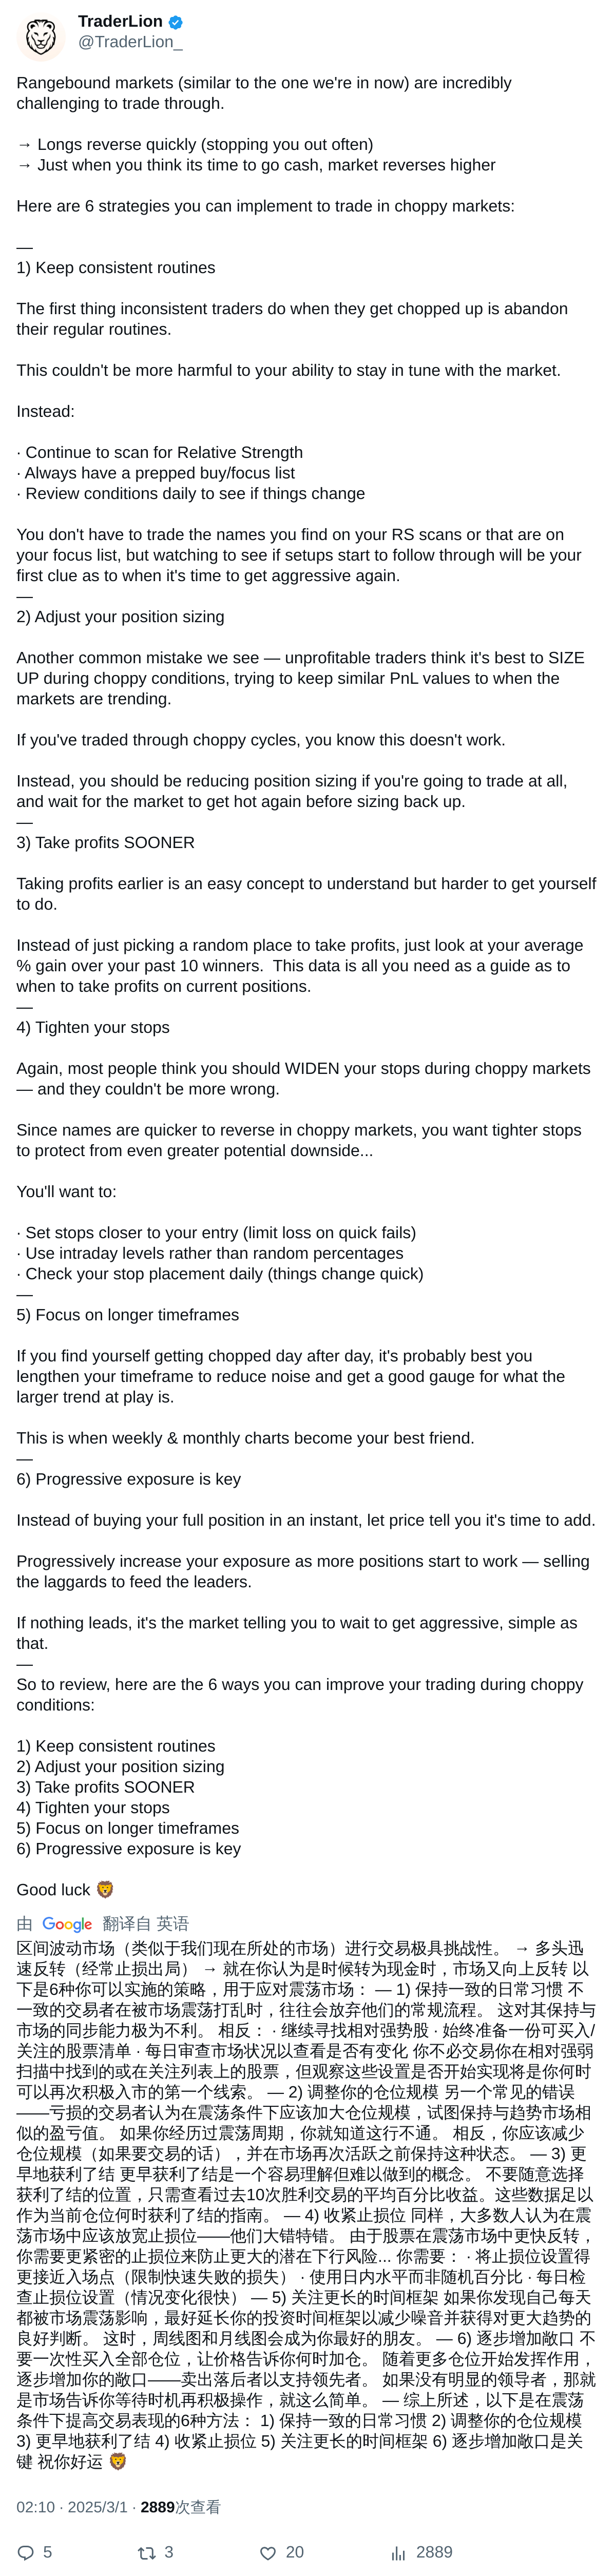 TraderLion
@TraderLion_
Rangebound markets (similar to the one we're in now) are incredibly
challenging to trade through.
→ Longs reverse quickly (stopping you out often)
→ Just when you think its time to go cash, market reverses higher
Here are 6 strategies you can implement to trade in choppy markets:
—
1) Keep consistent routines
The first thing inconsistent traders do when they get chopped up is abandon
their regular routines.
This couldn't be more harmful to your ability to stay in tune with the market.
Instead:
· Continue to scan for Relative Strength
· Always have a prepped buy/focus list
· Review conditions daily to see if things change
You don't have to trade the names you find on your RS scans or that are on
your focus list, but watching to see if setups start to follow through will be your
first clue as to when it's time to get aggressive again.
—
2) Adjust your position sizing
Another common mistake we see — unprofitable traders think it's best to SIZE
UP during choppy conditions, trying to keep similar PnL values to when the
markets are trending.
If you've traded through choppy cycles, you know this doesn't work.
Instead, you should be reducing position sizing if you're going to trade at all,
and wait for the market to get hot again before sizing back up.
—
3) Take profits SOONER
Taking profits earlier is an easy concept to understand but harder to get yourself
to do.
Instead of just picking a random place to take profits, just look at your average
% gain over your past 10 winners.  This data is all you need as a guide as to
when to take profits on current positions.
—
4) Tighten your stops
Again, most people think you should WIDEN your stops during choppy markets
— and they couldn't be more wrong.
Since names are quicker to reverse in choppy markets, you want tighter stops
to protect from even greater potential downside...
You'll want to:
· Set stops closer to your entry (limit loss on quick fails)
· Use intraday levels rather than random percentages
· Check your stop placement daily (things change quick)
—
5) Focus on longer timeframes
If you find yourself getting chopped day after day, it's probably best you
lengthen your timeframe to reduce noise and get a good gauge for what the
larger trend at play is.
This is when weekly & monthly charts become your best friend.
—
6) Progressive exposure is key
Instead of buying your full position in an instant, let price tell you it's time to add.
Progressively increase your exposure as more positions start to work — selling
the laggards to feed the leaders.
If nothing leads, it's the market telling you to wait to get aggressive, simple as
that.
—
So to review, here are the 6 ways you can improve your trading during choppy
conditions:
1) Keep consistent routines
2) Adjust your position sizing
3) Take profits SOONER
4) Tighten your stops
5) Focus on longer timeframes
6) Progressive exposure is key
Good luck 🦁
由 Google 翻译自 英语
区间波动市场（类似于我们现在所处的市场）进行交易极具挑战性。 → 多头迅
速反转（经常止损出局） → 就在你认为是时候转为现金时，市场又向上反转 以
下是6种你可以实施的策略，用于应对震荡市场： — 1) 保持一致的日常习惯 不
一致的交易者在被市场震荡打乱时，往往会放弃他们的常规流程。 这对其保持与
市场的同步能力极为不利。 相反： · 继续寻找相对强势股 · 始终准备一份可买入/
关注的股票清单 · 每日审查市场状况以查看是否有变化 你不必交易你在相对强弱
扫描中找到的或在关注列表上的股票，但观察这些设置是否开始实现将是你何时
可以再次积极入市的第一个线索。 — 2) 调整你的仓位规模 另一个常见的错误
——亏损的交易者认为在震荡条件下应该加大仓位规模，试图保持与趋势市场相
似的盈亏值。 如果你经历过震荡周期，你就知道这行不通。 相反，你应该减少
仓位规模（如果要交易的话），并在市场再次活跃之前保持这种状态。 — 3) 更
早地获利了结 更早获利了结是一个容易理解但难以做到的概念。 不要随意选择
获利了结的位置，只需查看过去10次胜利交易的平均百分比收益。这些数据足以
作为当前仓位何时获利了结的指南。 — 4) 收紧止损位 同样，大多数人认为在震
荡市场中应该放宽止损位——他们大错特错。 由于股票在震荡市场中更快反转，
你需要更紧密的止损位来防止更大的潜在下行风险... 你需要： · 将止损位设置得
更接近入场点（限制快速失败的损失） · 使用日内水平而非随机百分比 · 每日检
查止损位设置（情况变化很快） — 5) 关注更长的时间框架 如果你发现自己每天
都被市场震荡影响，最好延长你的投资时间框架以减少噪音并获得对更大趋势的
良好判断。 这时，周线图和月线图会成为你最好的朋友。 — 6) 逐步增加敞口 不
要一次性买入全部仓位，让价格告诉你何时加仓。 随着更多仓位开始发挥作用，
逐步增加你的敞口——卖出落后者以支持领先者。 如果没有明显的领导者，那就
是市场告诉你等待时机再积极操作，就这么简单。 — 综上所述，以下是在震荡
条件下提高交易表现的6种方法： 1) 保持一致的日常习惯 2) 调整你的仓位规模
3) 更早地获利了结 4) 收紧止损位 5) 关注更长的时间框架 6) 逐步增加敞口是关
键 祝你好运 🦁
02:10 · 2025/3/1 · 2889次查看
5 3 20 2889